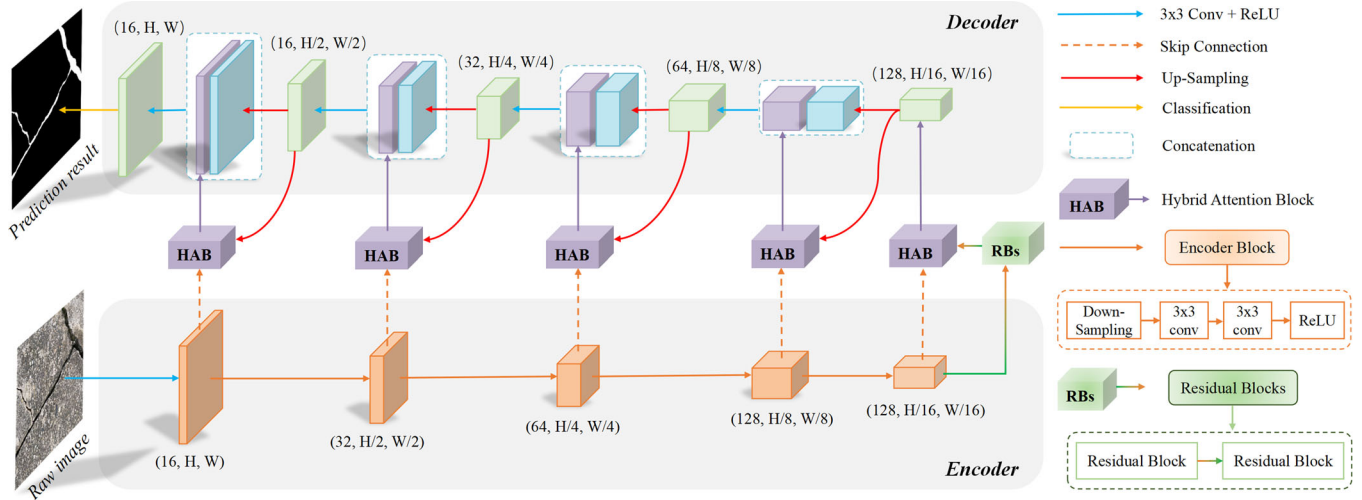 Decoder
(16, H, W)
(16, H/2, W/2)
(32, H/4, W/4)
(64, H/8, W/8)
(128, H/16, W/16)
Prediction result
HAB
HAB
HAB
HAB
HAB
RBs
Raw image
(16, H, W)
(32, H/2, W/2)
(64, H/4, W/4)
(128, H/8, W/8)
(128, H/16, W/16)
Encoder
3x3 Conv + ReLU
Skip Connection
Up-Sampling
Classification
Concatenation
HAB
Hybrid Attention Block
Encoder Block
Down-
Sampling
3x3
conv
3x3
conv
ReLU
RBs
Residual Blocks
Residual Block
Residual Block